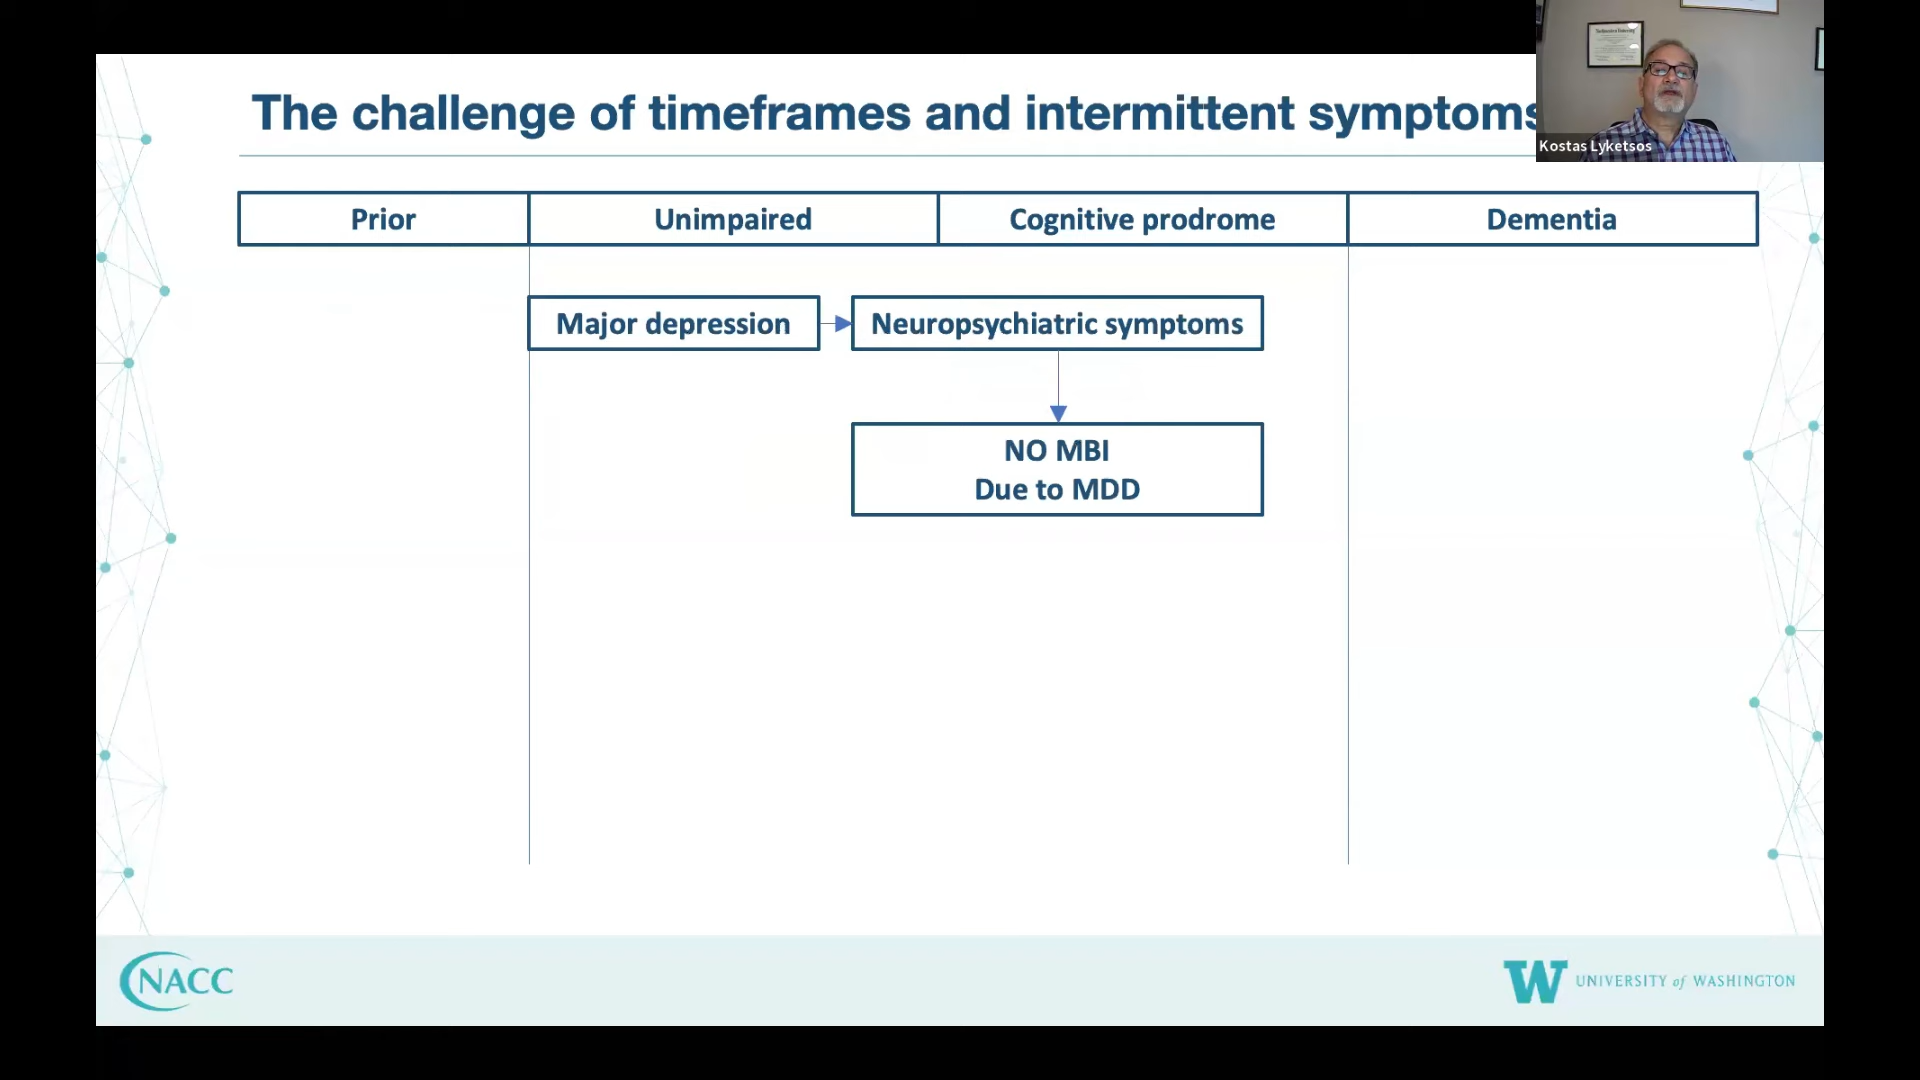 The challenge of timeframes and intermittent symptoms
Kostas Lyketsos
Prior
Unimpaired
Cognitive prodrome
Dementia
Major depression
Neuropsychiatric symptoms
NO MBI
Due to MDD
NACC
W UNIVERSITY of WASHINGTON